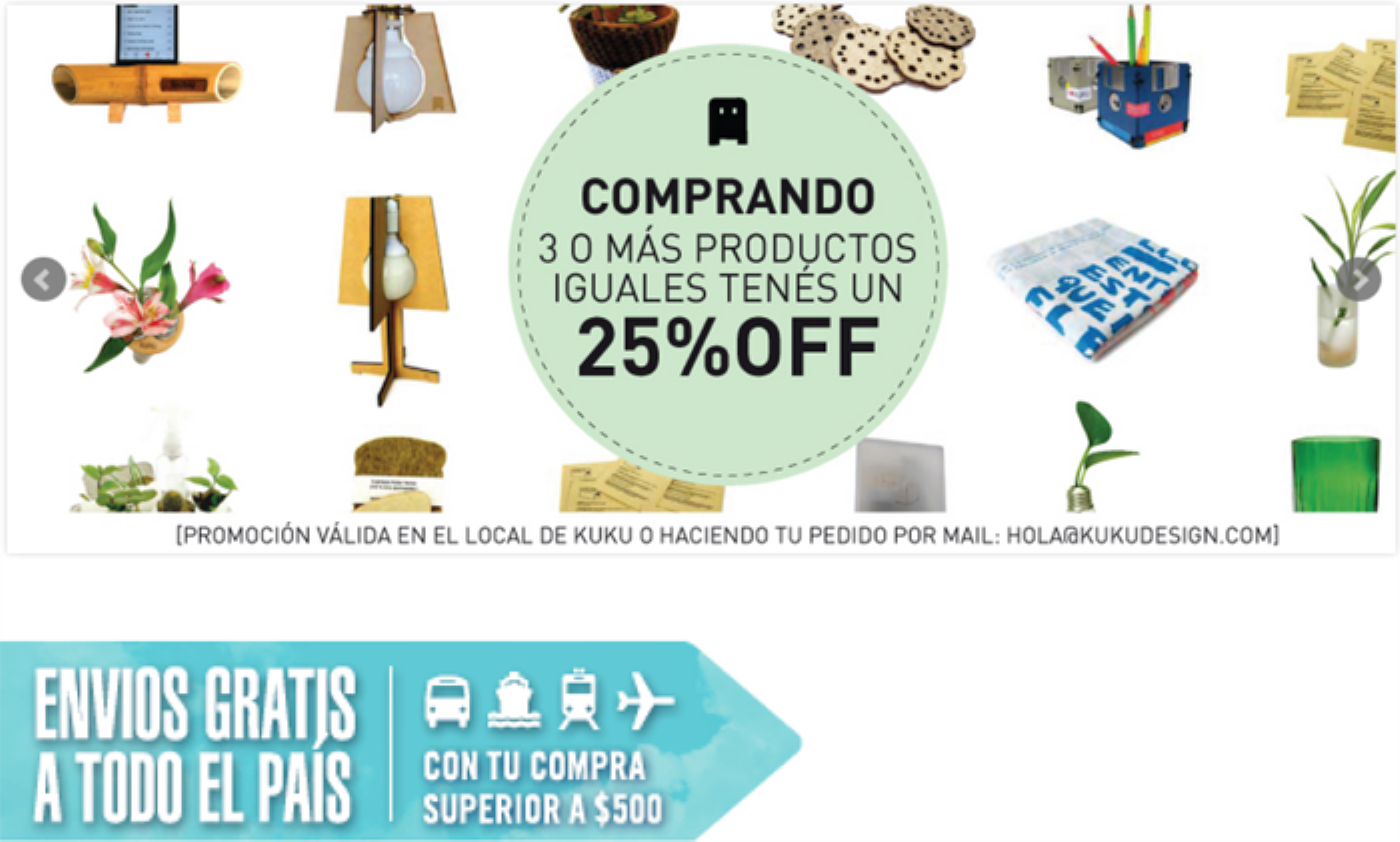 COMPRANDO
3 O MÁS PRODUCTOS
IGUALES TENÉS UN
25%OFF
[PROMOCIÓN VÁLIDA EN EL LOCAL DE KUKU O HACIENDO TU PEDIDO POR MAIL: HOLA@KUKUDESIGN.COM]
ENVIOS GRATIS
A TODO EL PAÍS
CON TU COMPRA
SUPERIOR A $500